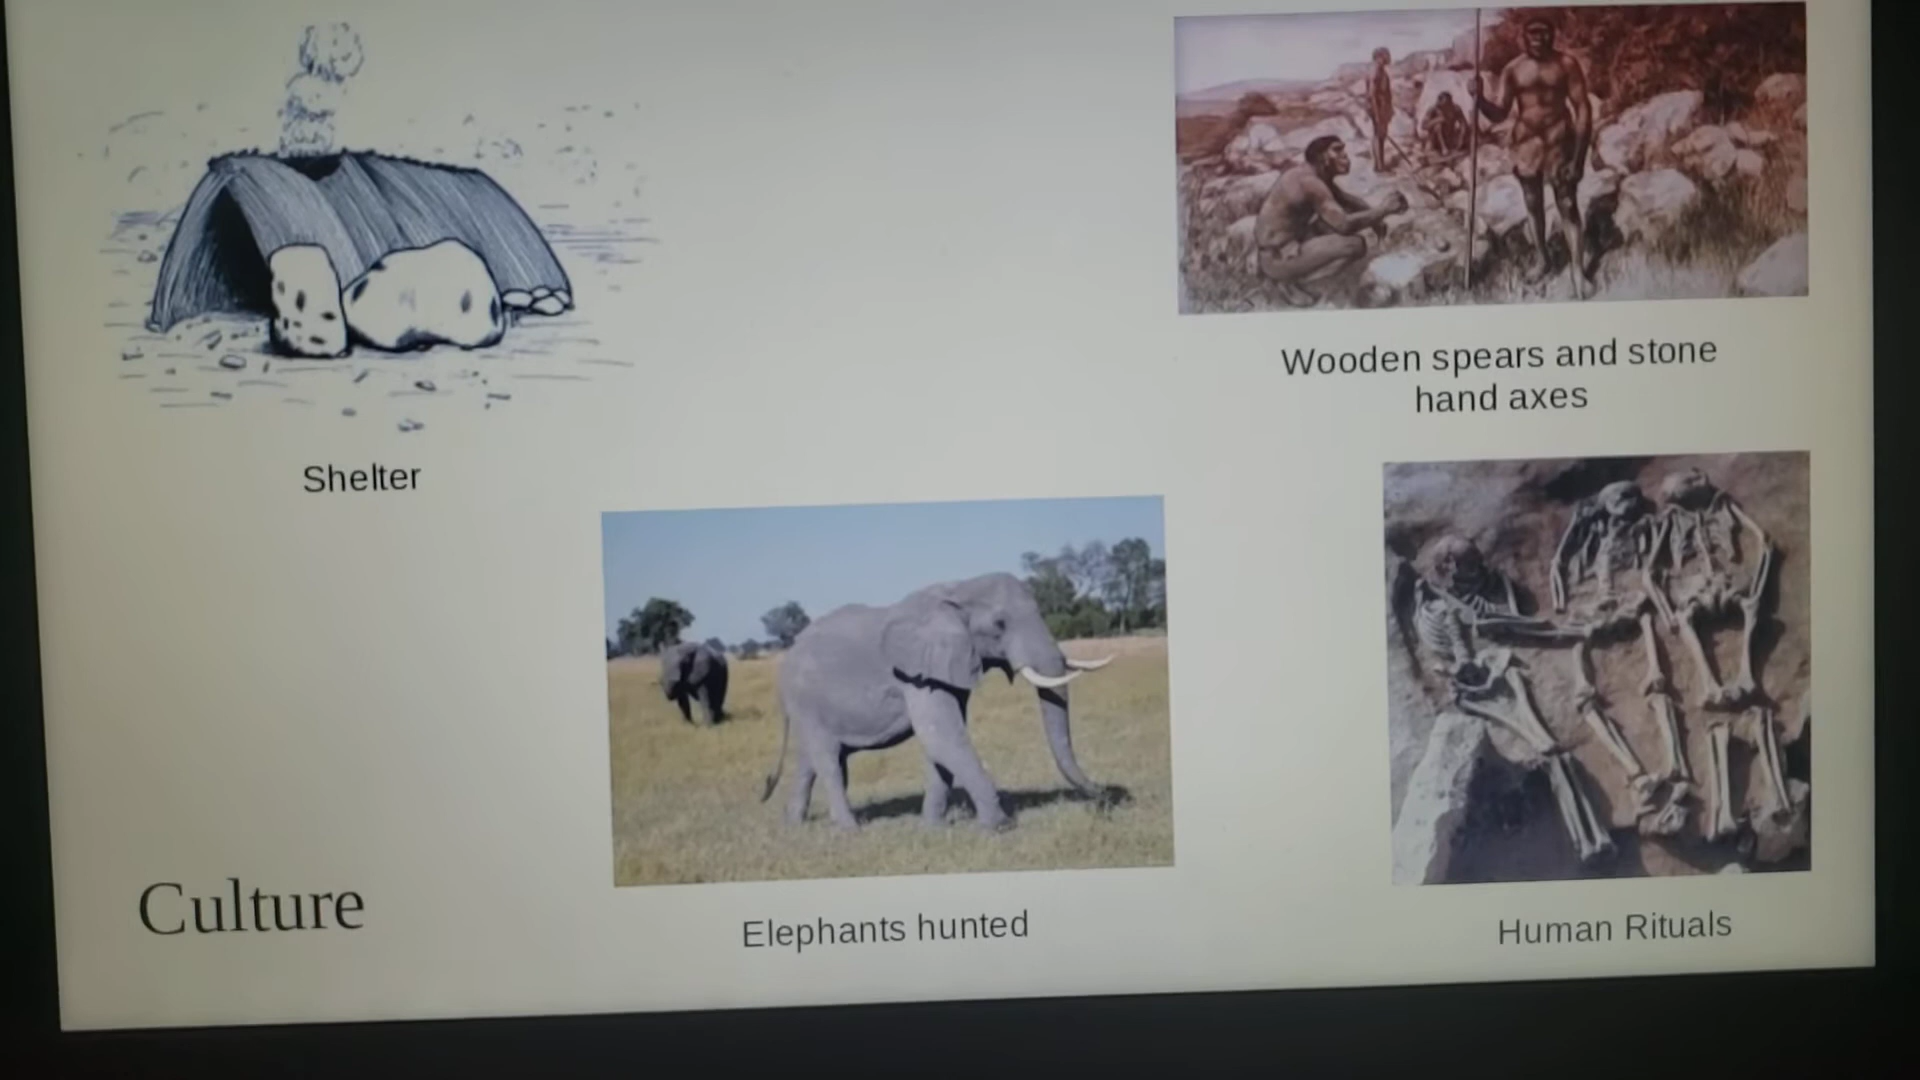 Shelter
Wooden spears and stone
hand axes
Culture
Elephants hunted
Human Rituals